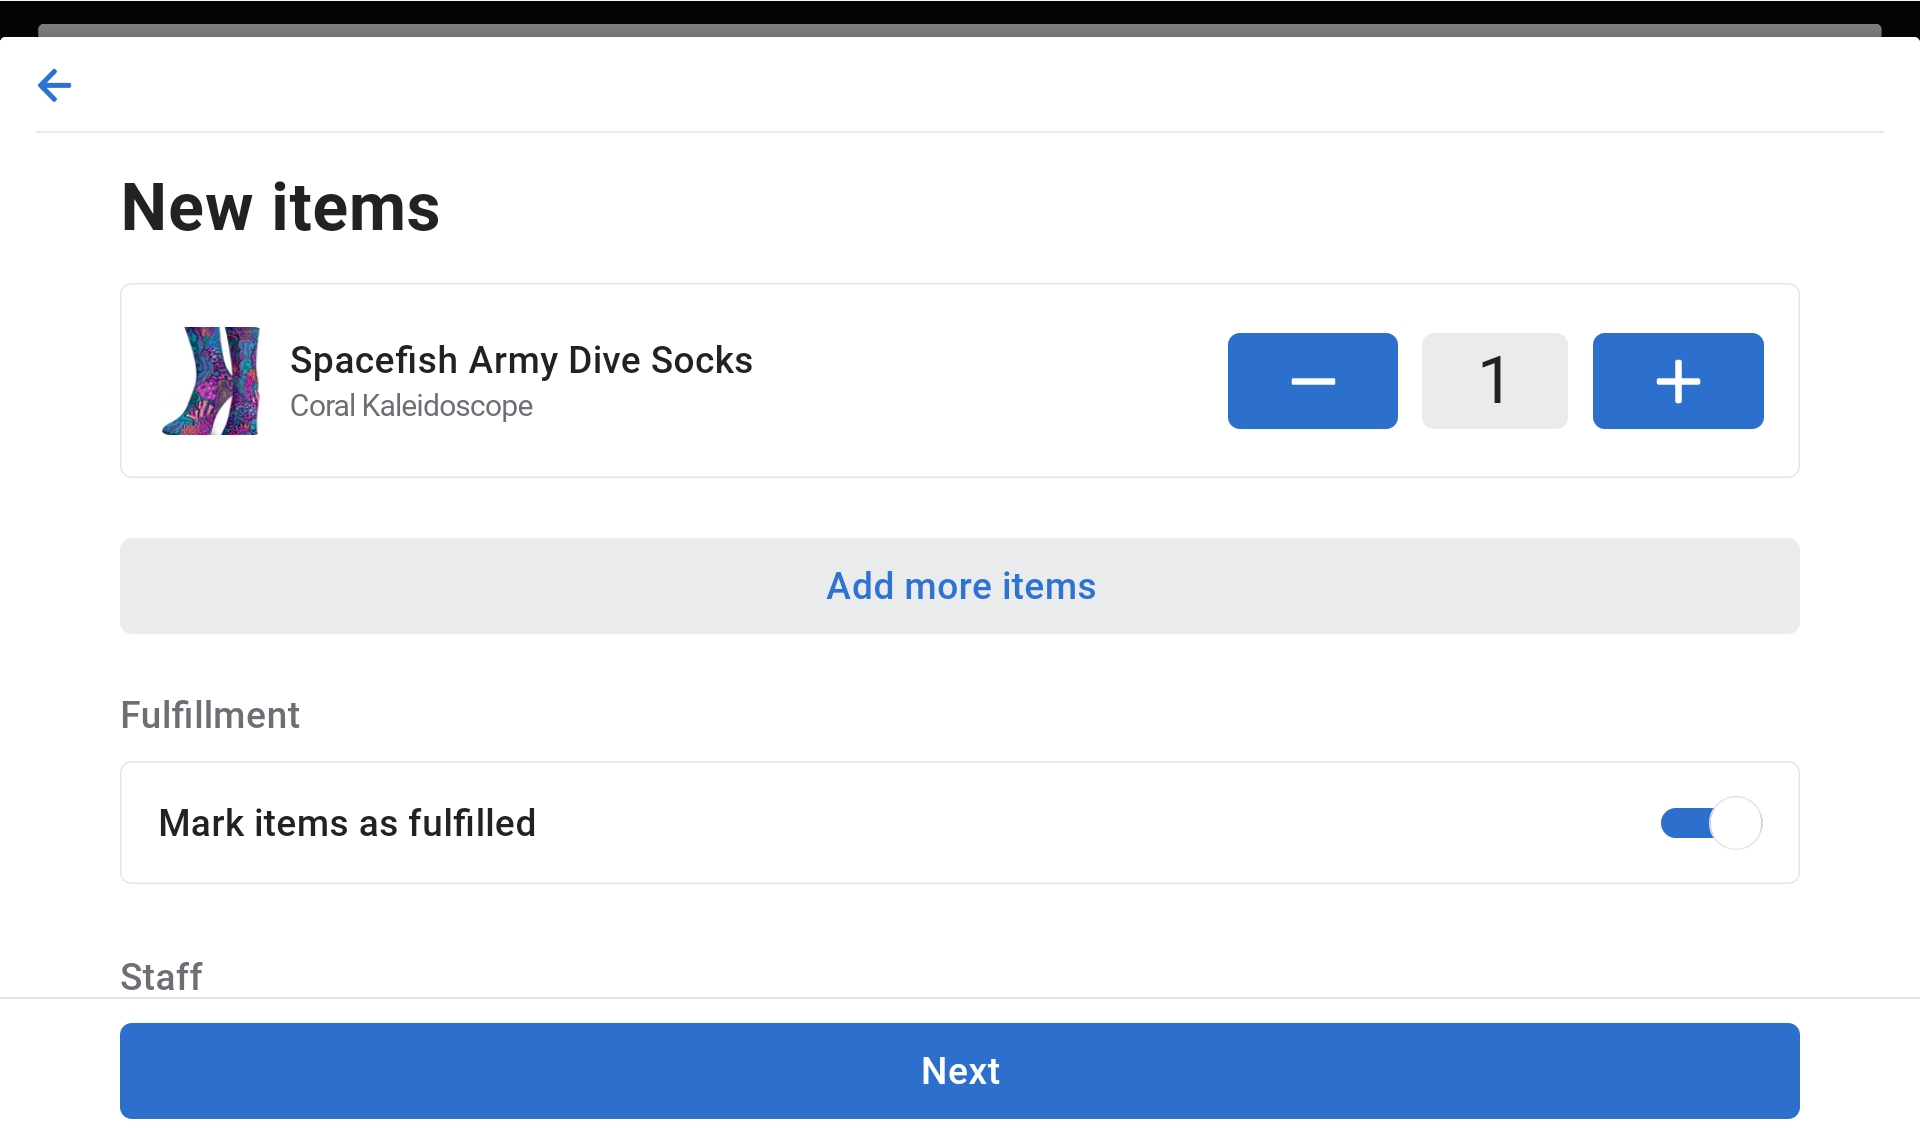 New items
Spacefish Army Dive Socks
Coral Kaleidoscope
1
Add more items
Fulfillment
Mark items as fulfilled
Staff
Next